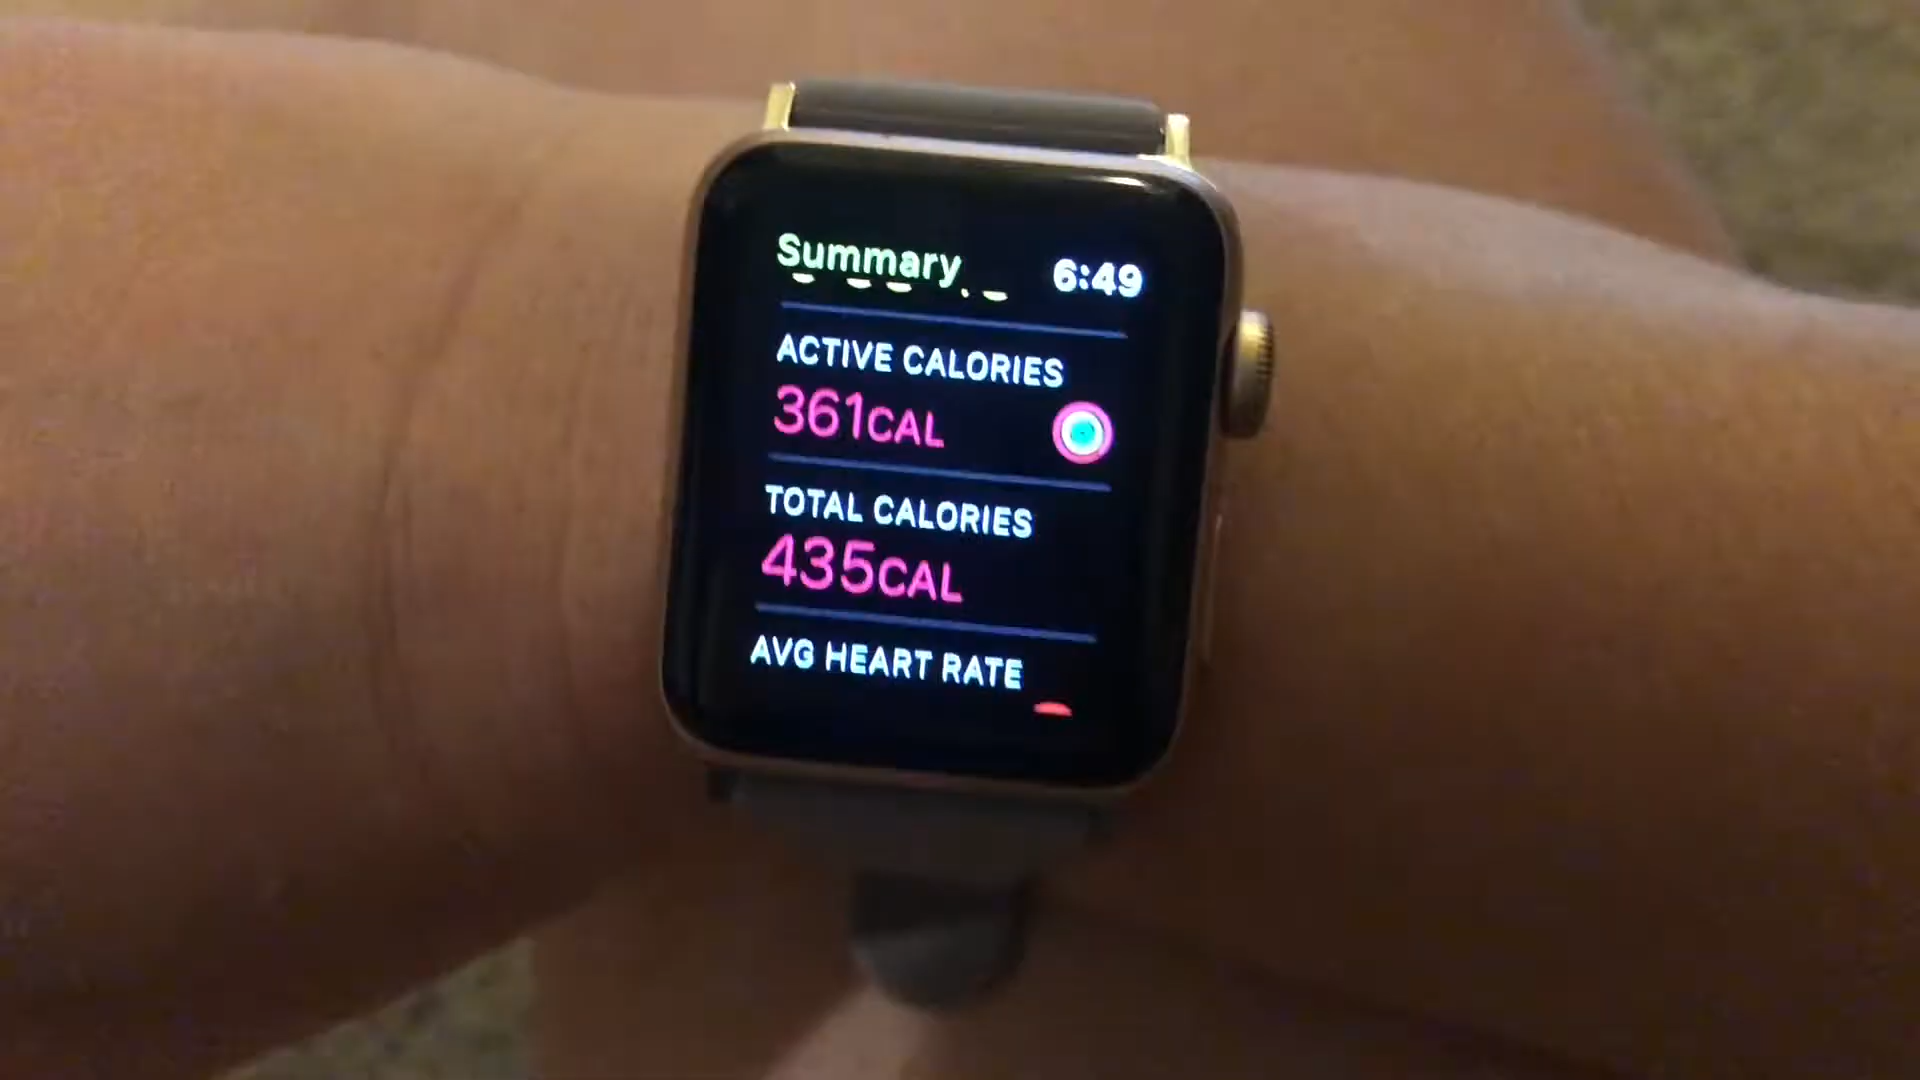 Summary 6:49
ACTIVE CALORIES
361CAL
TOTAL CALORIES
435CAL
AVG HEART RATE